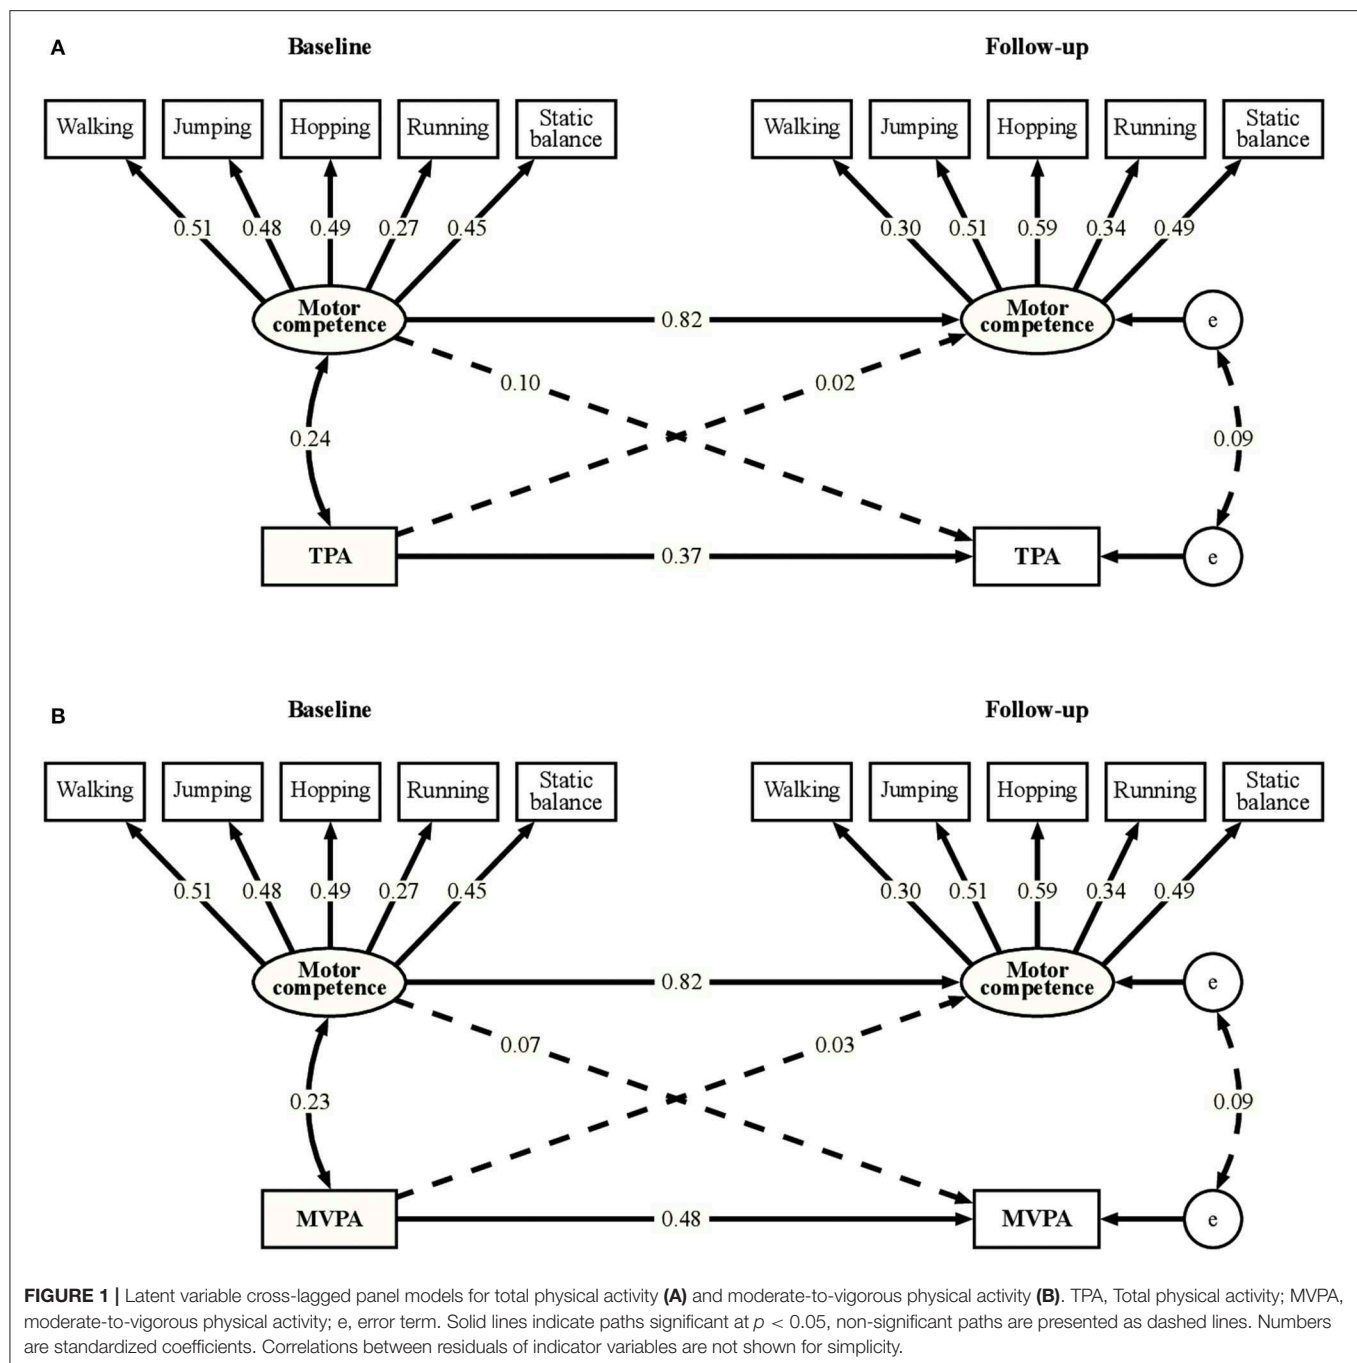 A
Baseline
Follow-up
Walking
Jumping
Hopping
Running
Static
balance
Walking
Jumping
Hopping
Running
Static
balance
0.51
0.48
0.49
0.27
0.45
0.30
0.51
0.59
0.34
0.49
Motor
competence
0.82
Motor
competence
e
0.10
0.02
0.24
0.09
TPA
0.37
TPA
e
B
Baseline
Follow-up
Walking
Jumping
Hopping
Running
Static
balance
Walking
Jumping
Hopping
Running
Static
balance
0.51
0.48
0.49
0.27
0.45
0.30
0.51
0.59
0.34
0.49
Motor
competence
0.82
Motor
competence
e
0.07
0.03
0.23
0.09
MVPA
0.48
MVPA
e
FIGURE 1 | Latent variable cross-lagged panel models for total physical activity (A) and moderate-to-vigorous physical activity (B). TPA, Total physical activity; MVPA,
moderate-to-vigorous physical activity; e, error term. Solid lines indicate paths significant at p < 0.05, non-significant paths are presented as dashed lines. Numbers
are standardized coefficients. Correlations between residuals of indicator variables are not shown for simplicity.